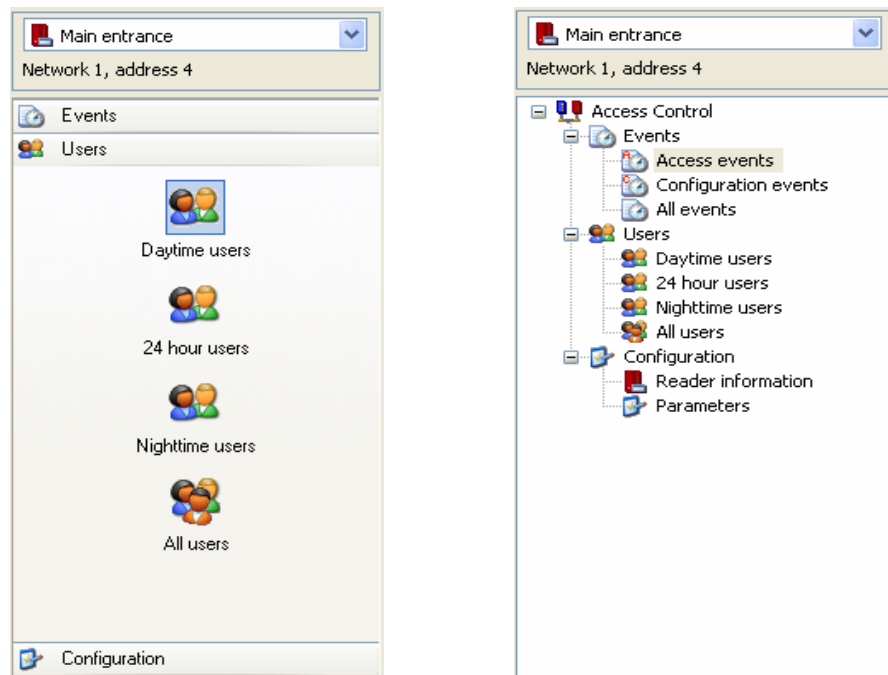 Main entrance
Network 1, address 4
Events
Users
Daytime users
24 hour users
Nighttime users
All users
Configuration
Main entrance
Network 1, address 4
Access Control
Events
Access events
Configuration events
All events
Users
Daytime users
24 hour users
Nighttime users
All users
Configuration
Reader information
Parameters